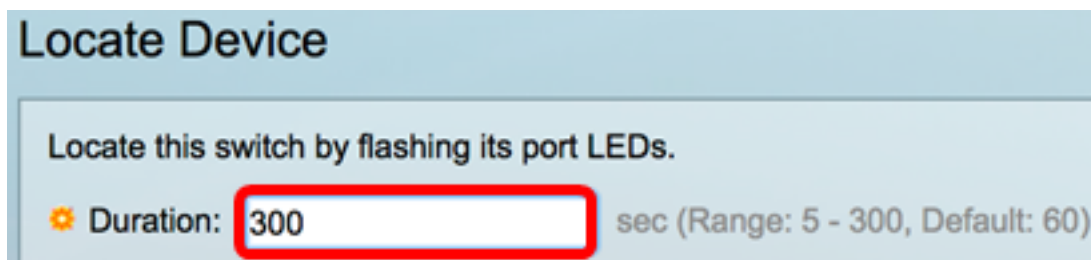 Locate Device
Locate this switch by flashing its port LEDs.
Duration: 300 sec (Range: 5 - 300, Default: 60)